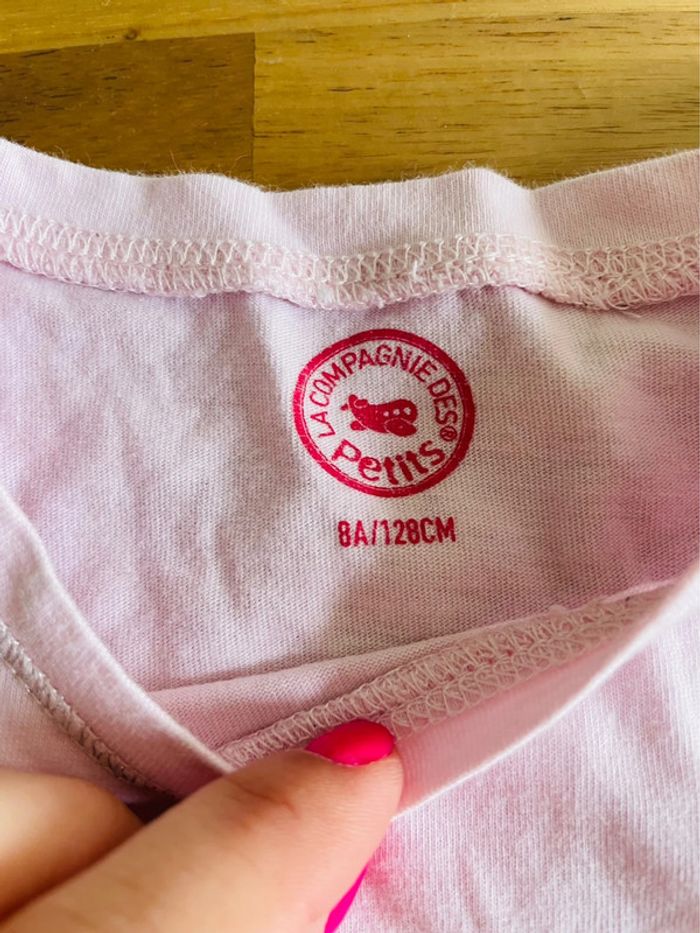 LA COMPAGNIE DES®
Petits
8A/128CM